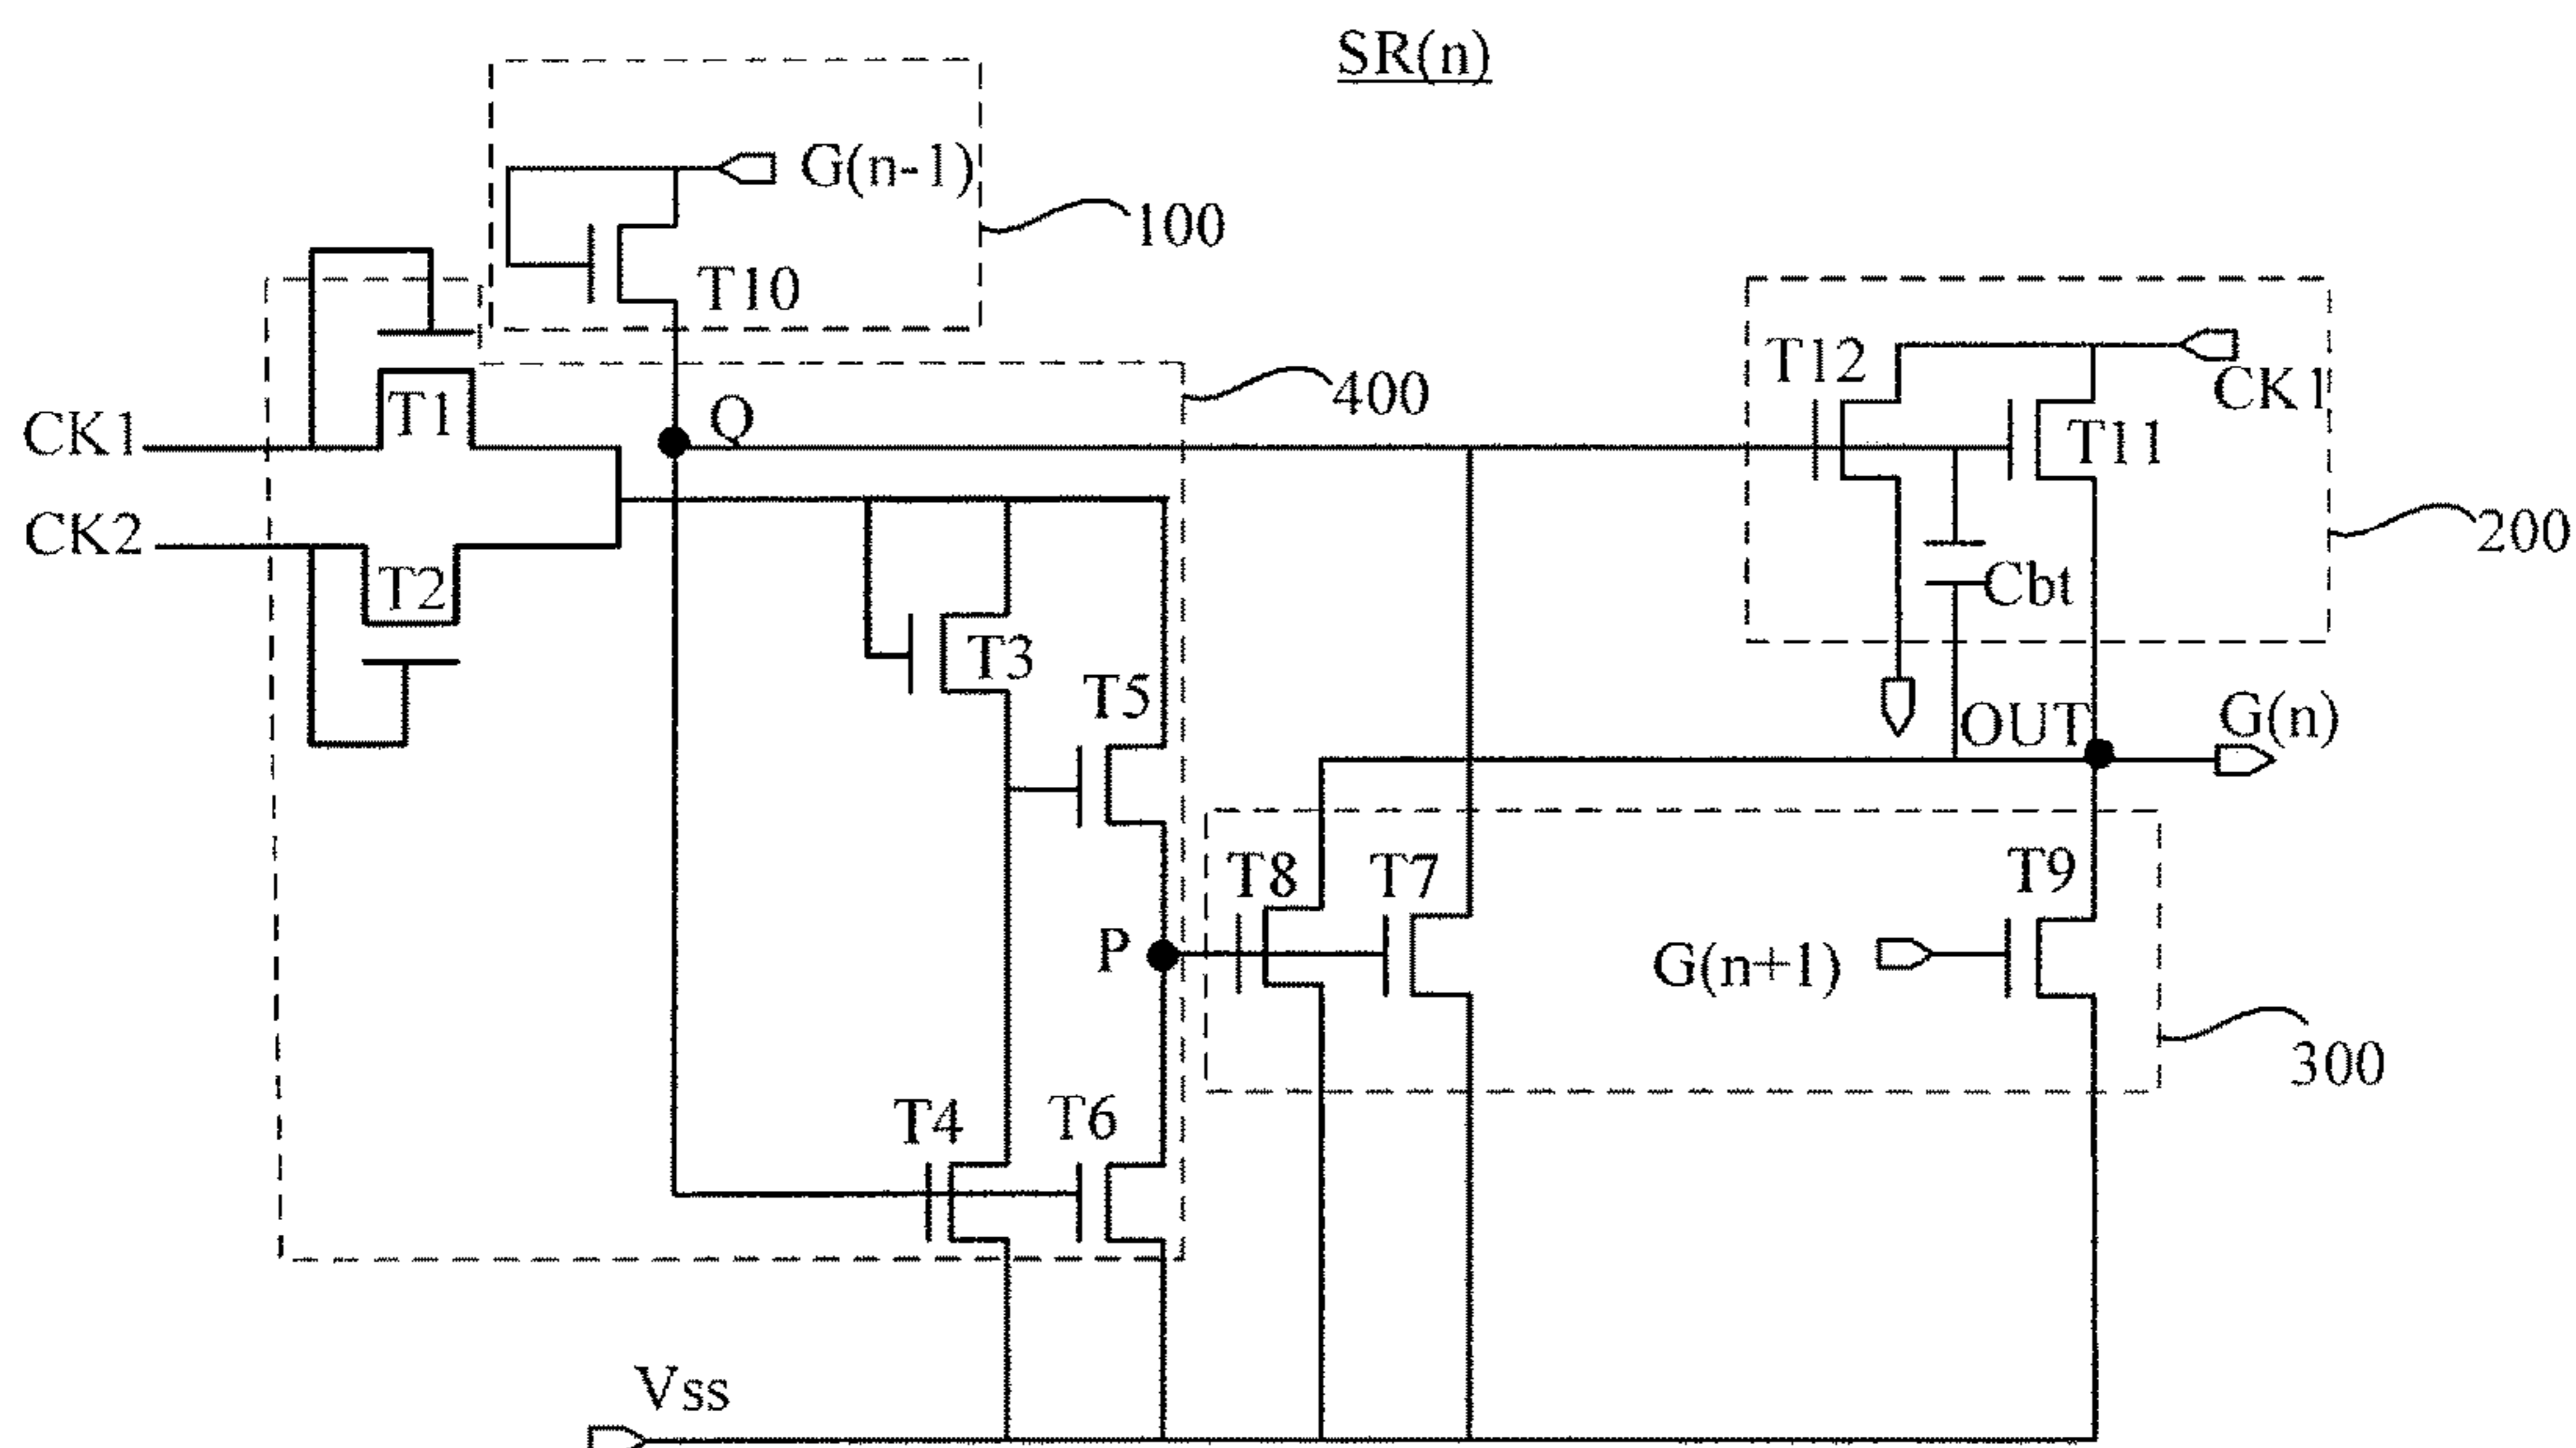 SR(n)
G(n-1)
100
T10
T12
CK1
400
T1
CK1
Q
T11
CK2
T2
200
Cbt
T3
T5
OUT
G(n)
T8
T7
T9
P
G(n+1)
300
T4
T6
Vss